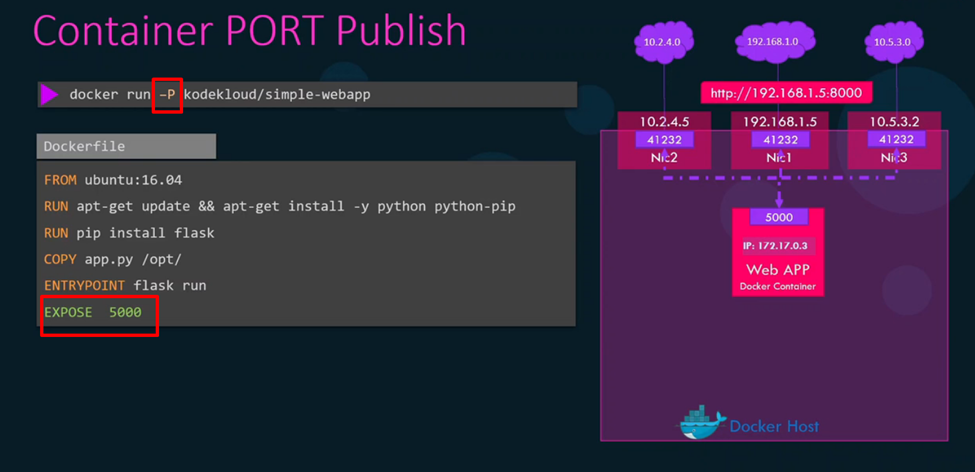 Container PORT Publish
docker run –P kodekloud/simple-webapp
Dockerfile
FROM ubuntu:16.04
RUN apt-get update && apt-get install -y python python-pip
RUN pip install flask
COPY app.py /opt/
ENTRYPOINT flask run
EXPOSE 5000
10.2.4.0
192.168.1.0
10.5.3.0
http://192.168.1.5:8000
10.2.4.5
192.168.1.5
10.5.3.2
41232
41232
41232
Nic2
Nic1
Nic3
5000
IP: 172.17.0.3
Web APP
Docker Container
Docker Host